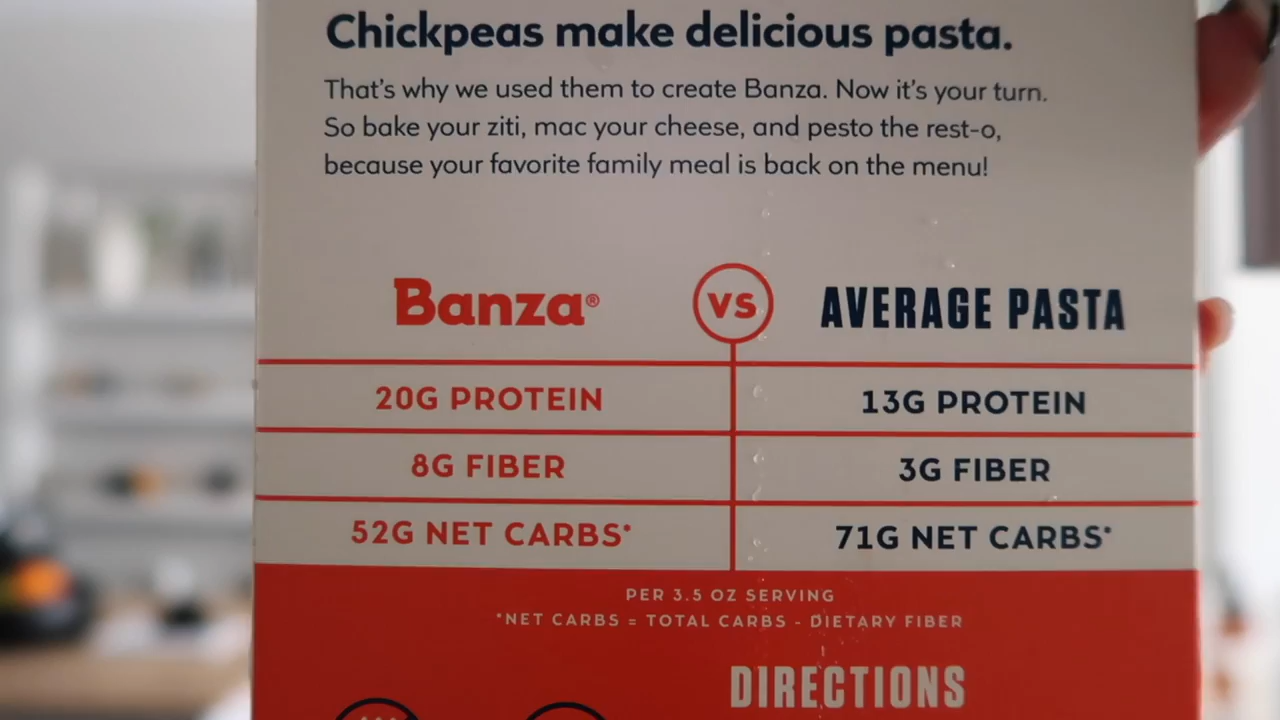 Chickpeas make delicious pasta.
That's why we used them to create Banza. Now it's your turn.
So bake your ziti, mac your cheese, and pesto the rest-o,
because your favorite family meal is back on the menu!
Banza® VS AVERAGE PASTA
20G PROTEIN 13G PROTEIN
8G FIBER 3G FIBER
52G NET CARBS* 71G NET CARBS*
PER 3.5 OZ SERVING
*NET CARBS = TOTAL CARBS - DIETARY FIBER
DIRECTIONS